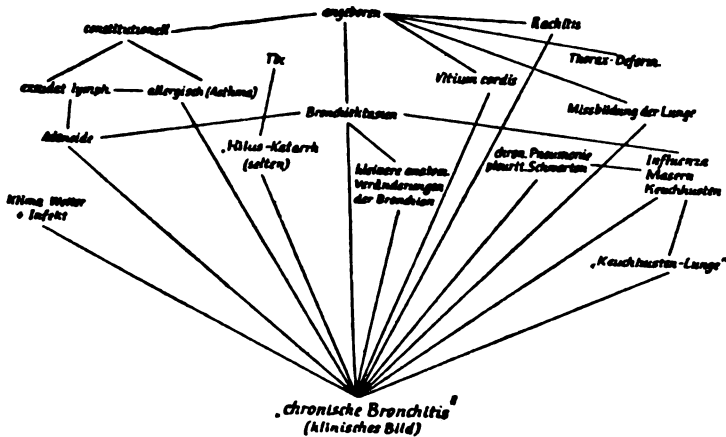 angeboren
constitutionell
Rachitis
Tbc
Thorax-Deform.
Vitium cordis
exsudat lymph.
allergisch (Asthma)
Missbildung der Lunge
Bronchiektasien
Adenoide
„Hilus-Katarrh
(selten)
chron. Pneumonie
pleurit. Schwarten
Influenza
Masern
Keuchhusten
kleinere anatom.
Veränderungen
der Bronchien
Klima Wetter
+ Infekt
„Keuchhusten-Lunge"
„chronische Bronchitis"
(klinisches Bild)